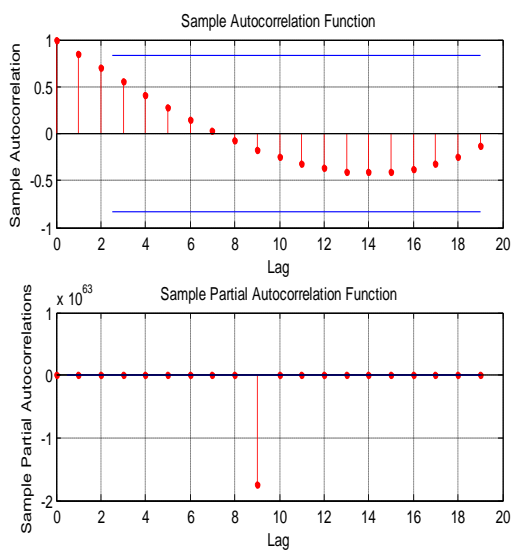 Sample Autocorrelation Function
Sample Autocorrelation
1
0.5
0
-0.5
-1
0 2 4 6 8 10 12 14 16 18 20
Lag
x 10^63
Sample Partial Autocorrelation Function
Sample Partial Autocorrelations
1
0
-1
-2
0 2 4 6 8 10 12 14 16 18 20
Lag